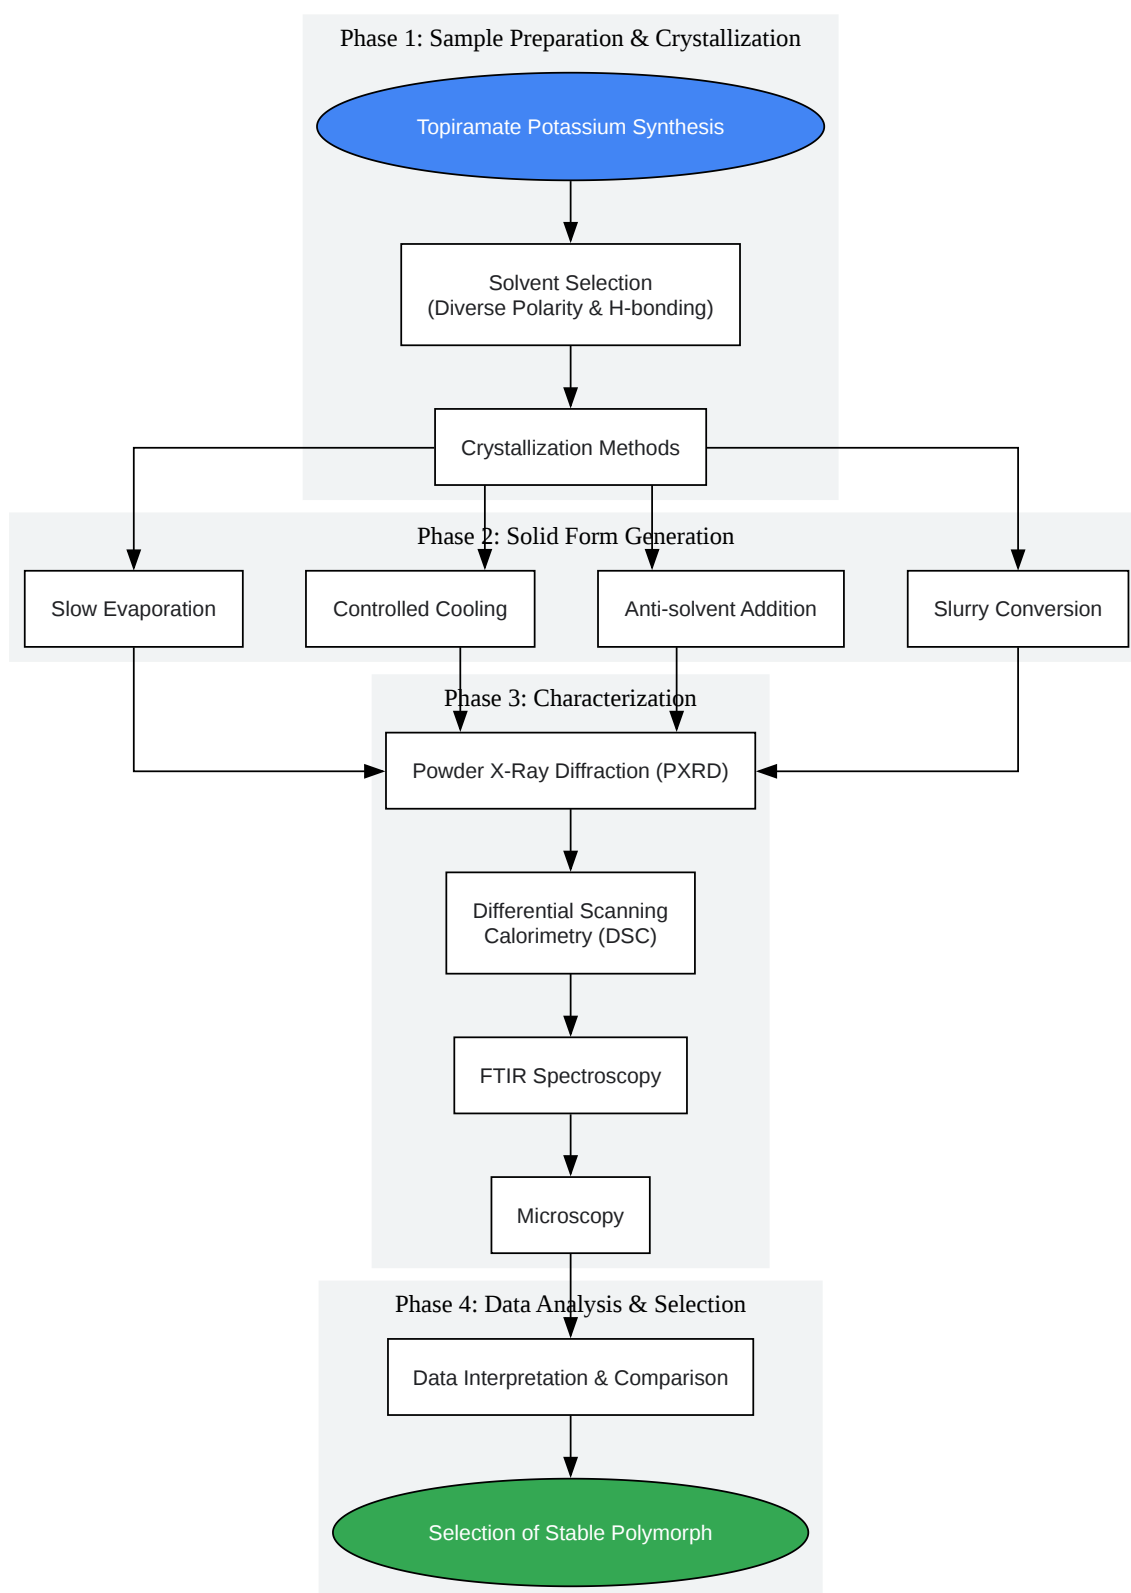 Phase 1: Sample Preparation & Crystallization
Topiramate Potassium Synthesis
Solvent Selection
(Diverse Polarity & H-bonding)
Crystallization Methods
Phase 2: Solid Form Generation
Slow Evaporation
Controlled Cooling
Anti-solvent Addition
Slurry Conversion
Phase 3: Characterization
Powder X-Ray Diffraction (PXRD)
Differential Scanning
Calorimetry (DSC)
FTIR Spectroscopy
Microscopy
Phase 4: Data Analysis & Selection
Data Interpretation & Comparison
Selection of Stable Polymorph